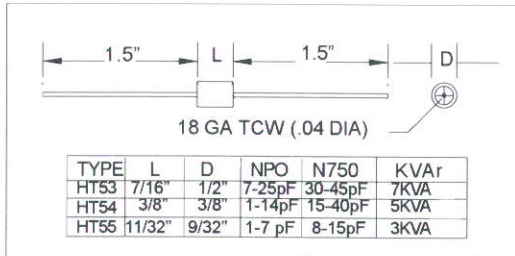 1.5" L 1.5" D
18 GA TCW (.04 DIA)
TYPE L D NPO N750 KVAr
HT53 7/16" 1/2" 7-25pF 30-45pF 7KVA
HT54 3/8" 3/8" 1-14pF 15-40pF 5KVA
HT55 11/32" 9/32" 1-7 pF 8-15pF 3KVA